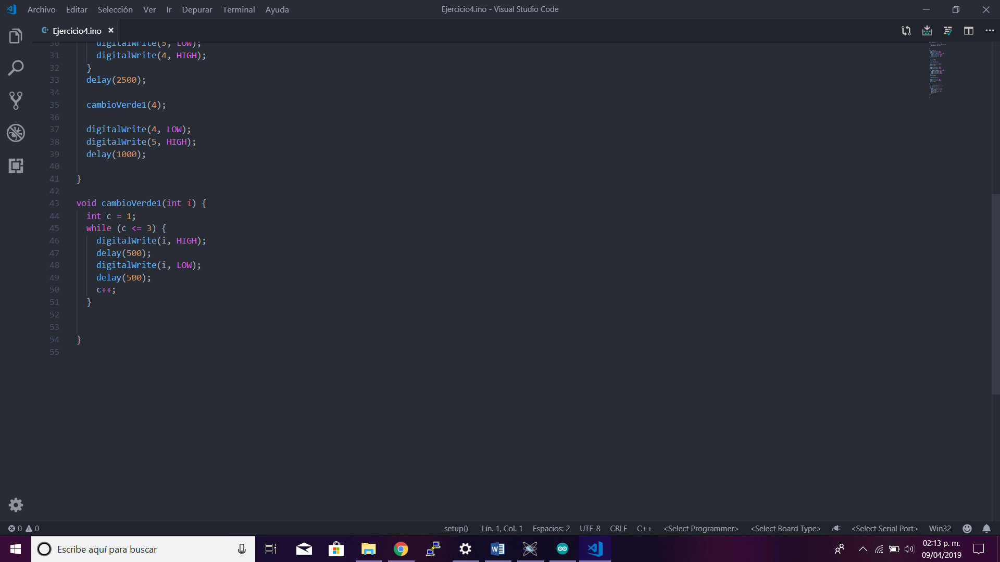 Archivo Editar Selección Ver Ir Depurar Terminal Ayuda
Ejercicio4.ino - Visual Studio Code
Ejercicio4.ino
30 digitalWrite(5, LOW);
31 digitalWrite(4, HIGH);
32 }
33 delay(2500);
34
35 cambioVerde1(4);
36
37 digitalWrite(4, LOW);
38 digitalWrite(5, HIGH);
39 delay(1000);
40
41 }
42
43 void cambioVerde1(int i) {
44 int c = 1;
45 while (c <= 3) {
46 digitalWrite(i, HIGH);
47 delay(500);
48 digitalWrite(i, LOW);
49 delay(500);
50 c++;
51 }
52
53
54 }
55
0 0 setup() Lín. 1, Col. 1 Espacios: 2 UTF-8 CRLF C++ <Select Programmer> <Select Board Type> <Select Serial Port> Win32
Escribe aquí para buscar
02:13 p. m.
09/04/2019